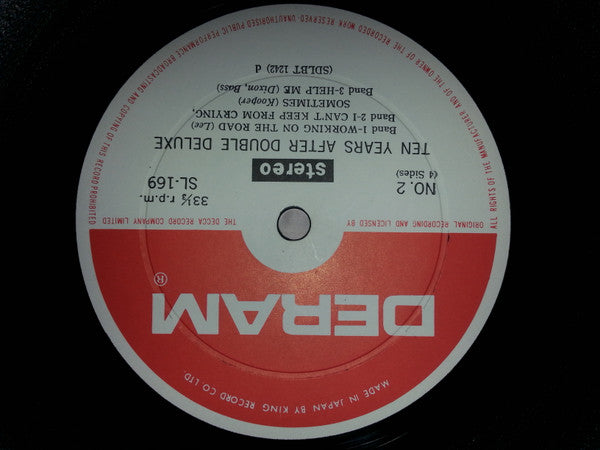 MADE IN JAPAN BY KING RECORD CO LTD.
DERAM®
ORIGINAL RECORDING AND LICENSED BY THE DECCA RECORD COMPANY LIMITED
ALL RIGHTS OF THE MANUFACTURER AND OF THE OWNER OF THE RECORDED WORK RESERVED-UNAUTHORISED PUBLIC PERFORMANCE BROADCASTING AND COPYING OF THIS RECORD PROHIBITED
NO. 2
(4 Sides)
33⅓ r.p.m.
SL-169
stereo
TEN YEARS AFTER DOUBLE DELUXE
Band 1-WORKING ON THE ROAD (Lee)
Band 2-I CAN'T KEEP FROM CRYING,
SOMETIMES (Kooper)
Band 3-HELP ME (Dixon, Bass)
(SDLBT 1242) d